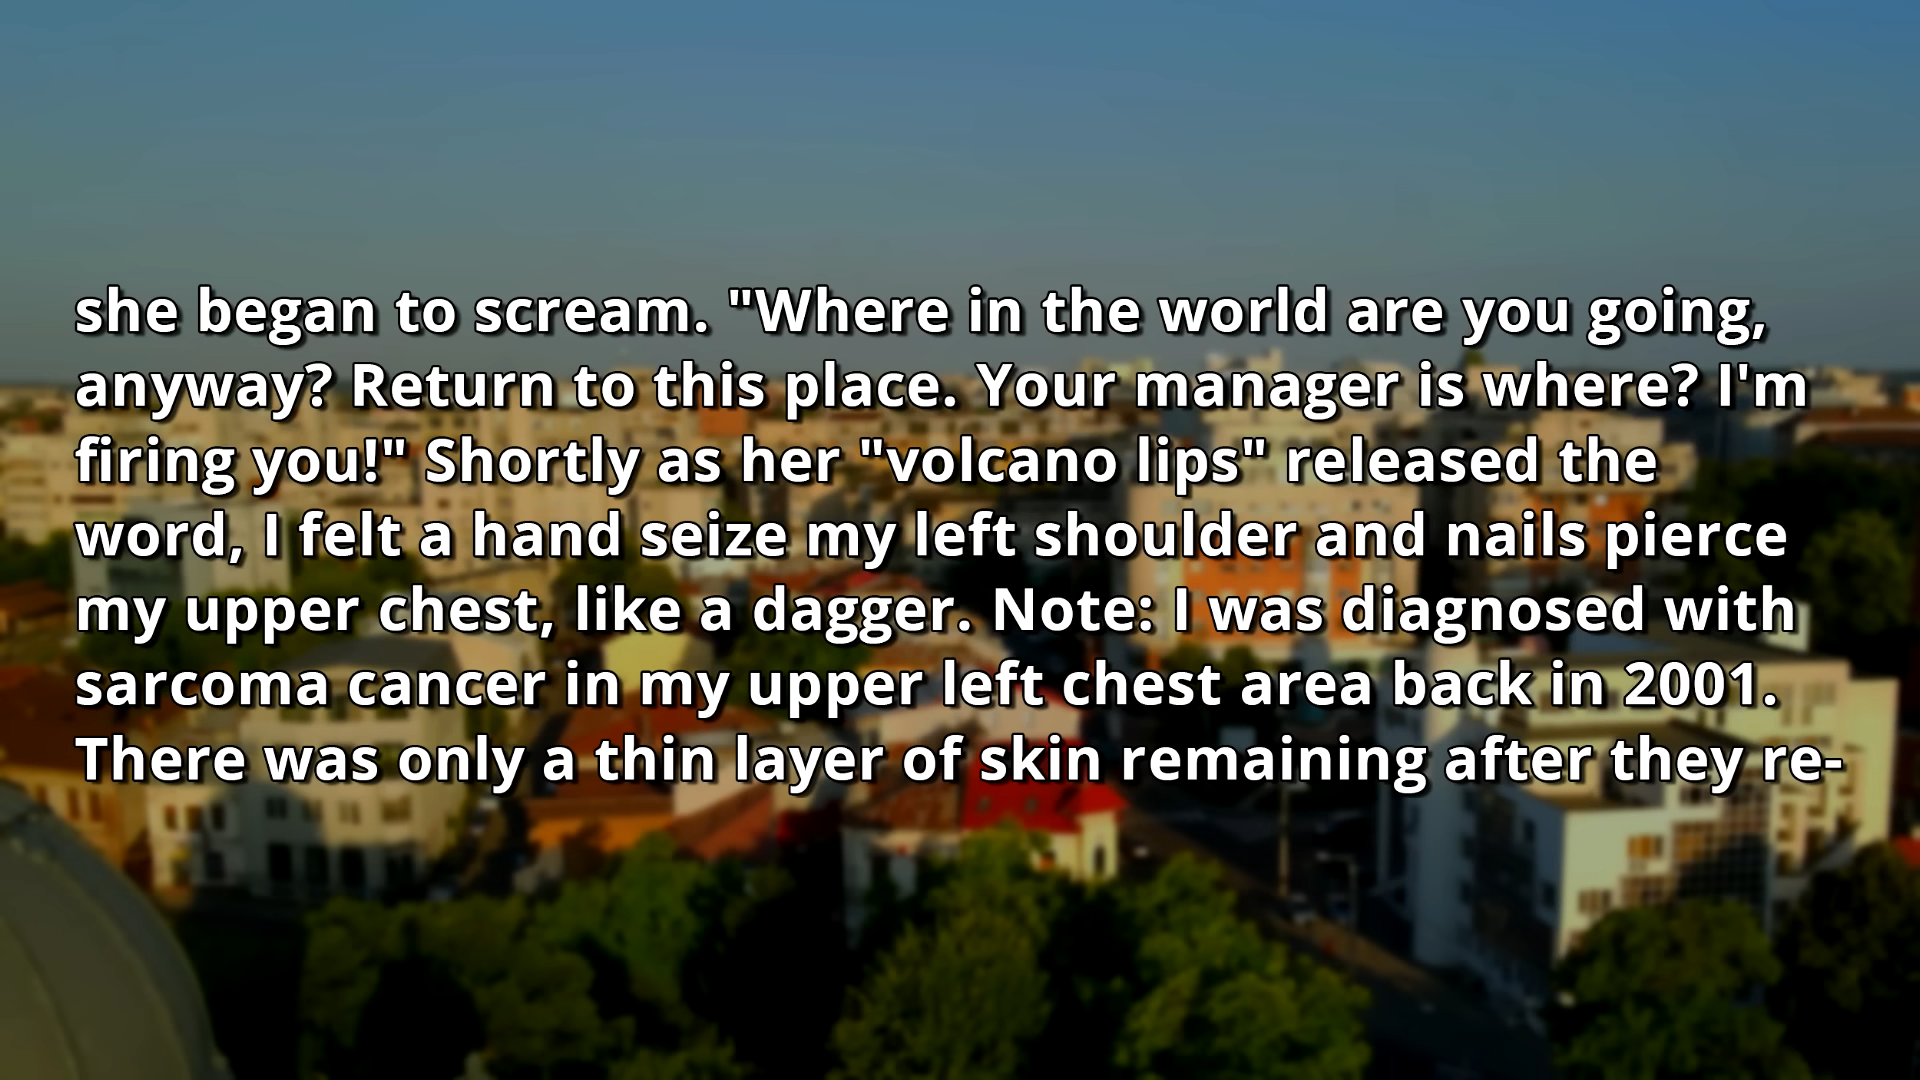 she began to scream. "Where in the world are you going,
anyway? Return to this place. Your manager is where? I'm
firing you!" Shortly as her "volcano lips" released the
word, I felt a hand seize my left shoulder and nails pierce
my upper chest, like a dagger. Note: I was diagnosed with
sarcoma cancer in my upper left chest area back in 2001.
There was only a thin layer of skin remaining after they re-